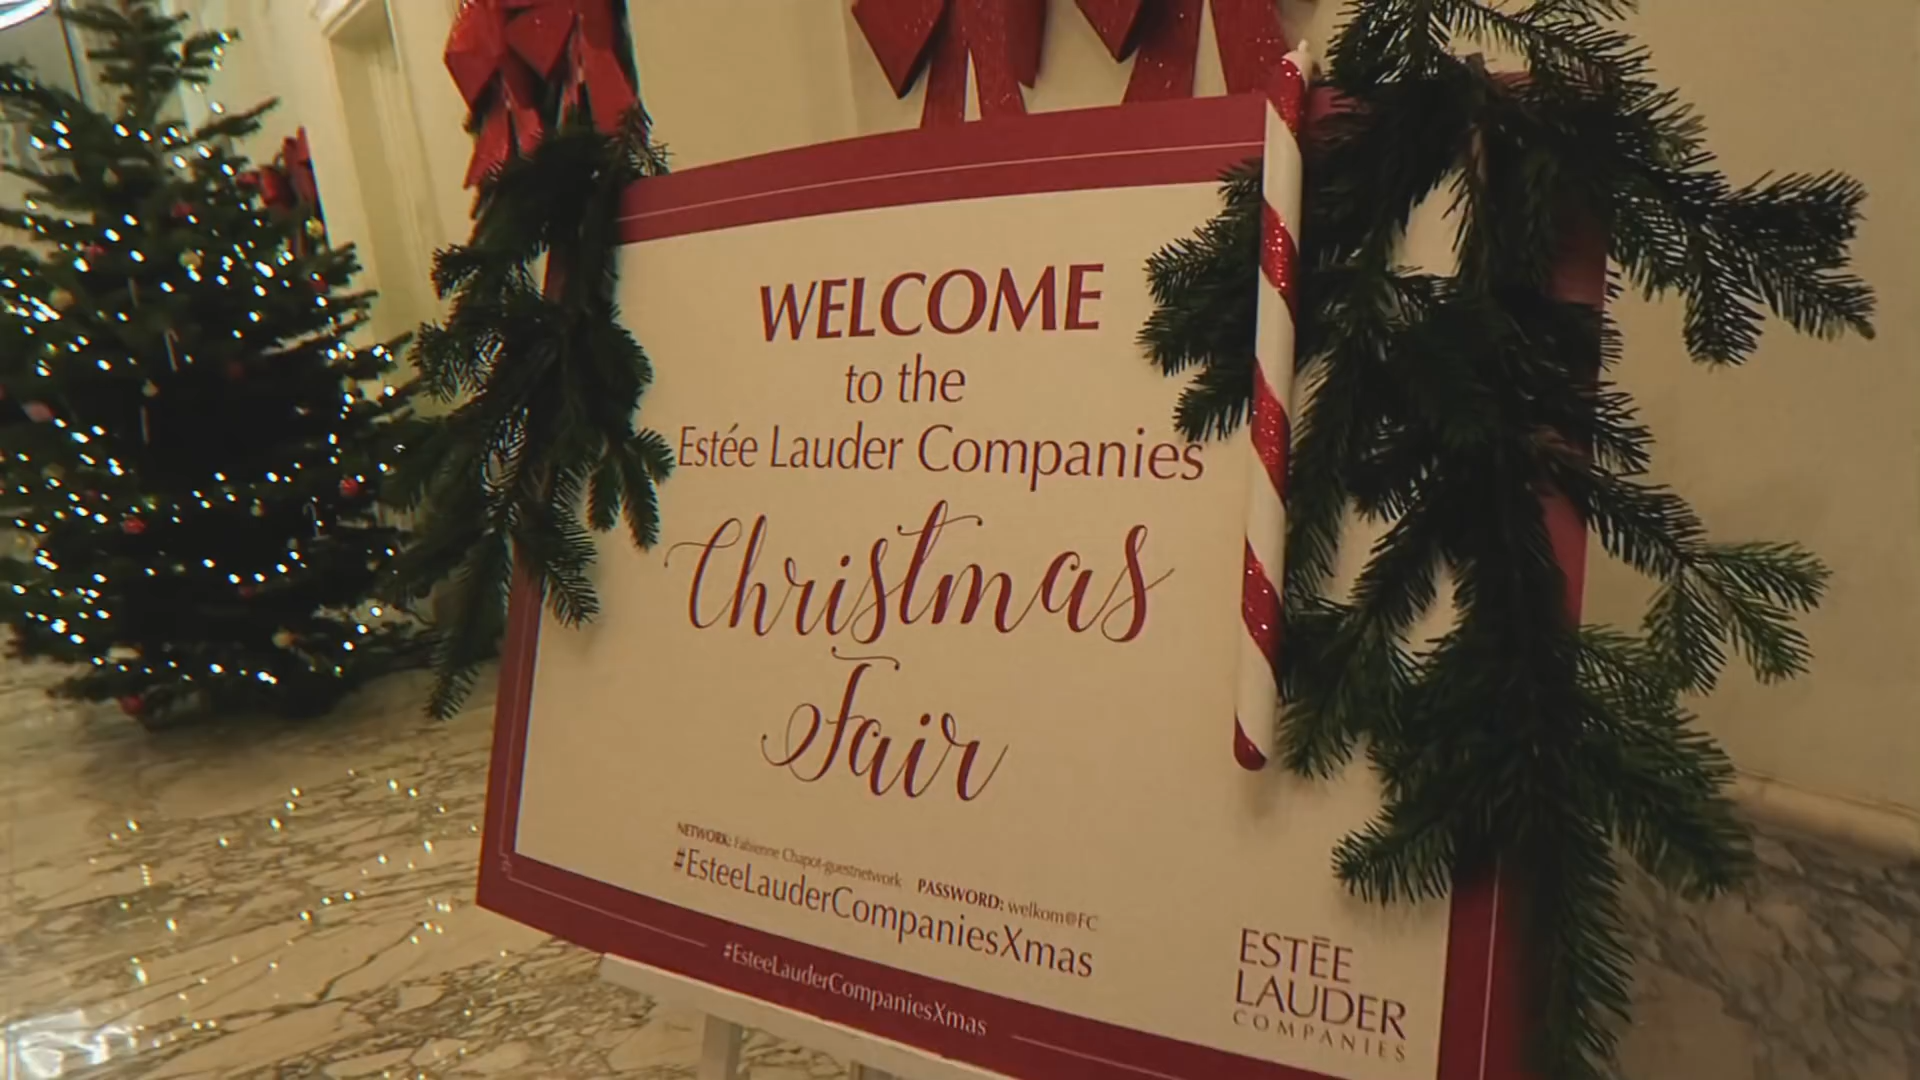 WELCOME
to the
Estée Lauder Companies
Christmas
Fair
NETWORK: Fabienne Chapot-guestnetwork PASSWORD: welkom@FC
#EsteeLauderCompaniesXmas
#EsteeLauderCompaniesXmas
ESTĒE
LAUDER
COMPANIES